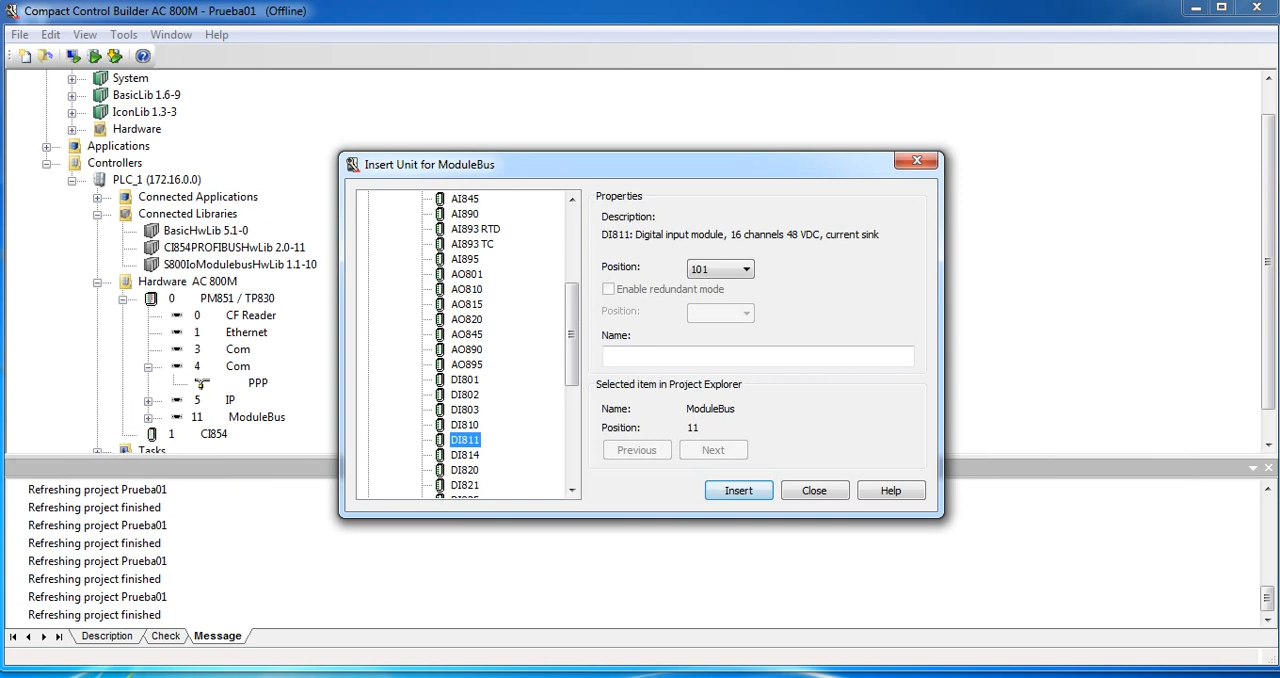 Compact Control Builder AC 800M - Prueba01 (Offline)
File Edit View Tools Window Help
System
BasicLib 1.6-9
IconLib 1.3-3
Hardware
Applications
Controllers
PLC_1 (172.16.0.0)
Connected Applications
Connected Libraries
BasicHwLib 5.1-0
CI854PROFIBUSHwLib 2.0-11
S800IoModulebusHwLib 1.1-10
Hardware AC 800M
0 PM851 / TP830
0 CF Reader
1 Ethernet
3 Com
4 Com
PPP
5 IP
11 ModuleBus
1 CI854
Tasks
Insert Unit for ModuleBus
AI845
AI890
AI893 RTD
AI893 TC
AI895
AO801
AO810
AO815
AO820
AO845
AO890
AO895
DI801
DI802
DI803
DI810
DI811
DI814
DI820
DI821
Properties
Description:
DI811: Digital input module, 16 channels 48 VDC, current sink
Position: 101
Enable redundant mode
Position:
Name:
Selected item in Project Explorer
Name: ModuleBus
Position: 11
Previous Next
Insert Close Help
Refreshing project Prueba01
Refreshing project finished
Refreshing project Prueba01
Refreshing project finished
Refreshing project Prueba01
Refreshing project finished
Refreshing project Prueba01
Refreshing project finished
Description Check Message